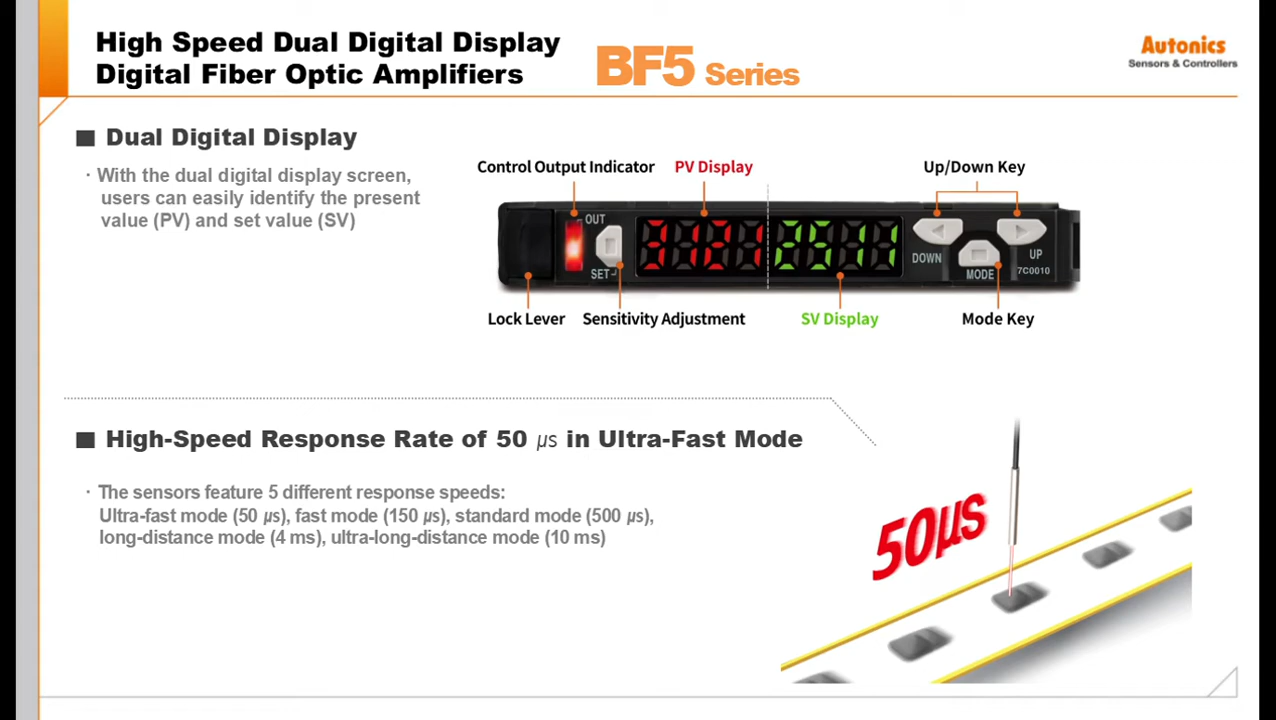 High Speed Dual Digital Display
Digital Fiber Optic Amplifiers
BF5 Series
Autonics
Sensors & Controllers
■ Dual Digital Display
· With the dual digital display screen,
users can easily identify the present
value (PV) and set value (SV)
Control Output Indicator
PV Display
Up/Down Key
OUT
SET
3121 2511
DOWN
MODE
UP
7C0010
Lock Lever
Sensitivity Adjustment
SV Display
Mode Key
■ High-Speed Response Rate of 50 µs in Ultra-Fast Mode
· The sensors feature 5 different response speeds:
Ultra-fast mode (50 µs), fast mode (150 µs), standard mode (500 µs),
long-distance mode (4 ms), ultra-long-distance mode (10 ms)
50µs